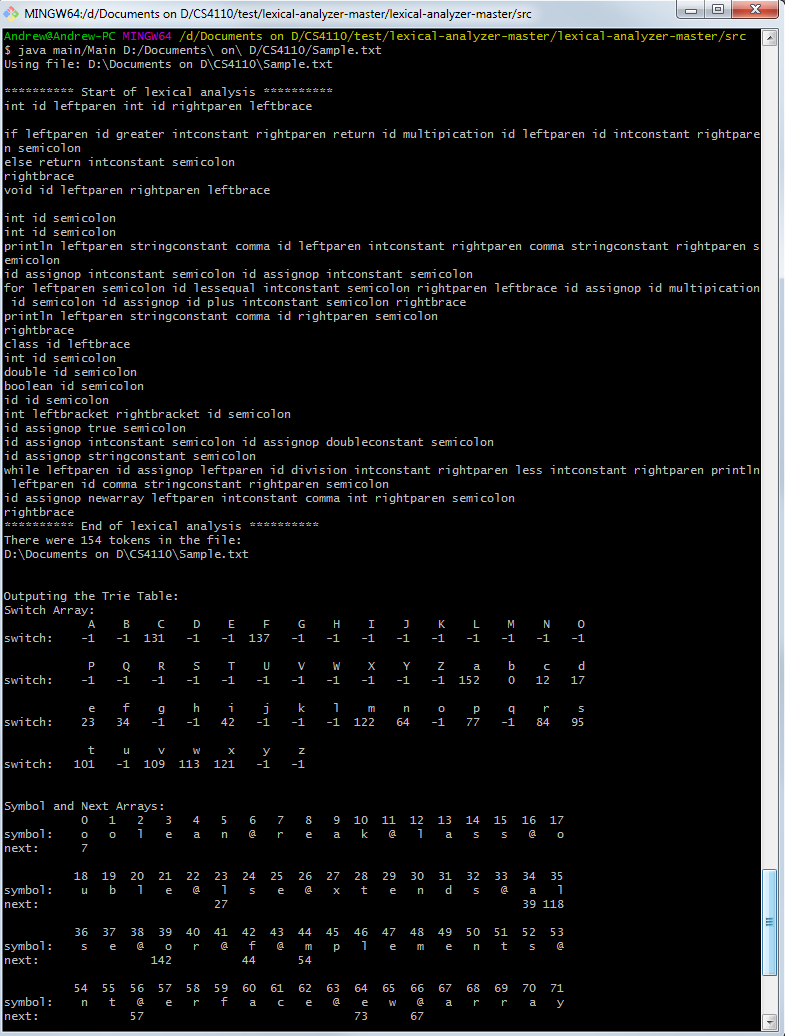 MINGW64:/d/Documents on D/CS4110/test/lexical-analyzer-master/lexical-analyzer-master/src
Andrew@Andrew-PC MINGW64 /d/Documents on D/CS4110/test/lexical-analyzer-master/lexical-analyzer-master/src
$ java main/Main D:/Documents\ on\ D/CS4110/Sample.txt
Using file: D:\Documents on D\CS4110\Sample.txt

********** Start of lexical analysis **********
int id leftparen int id rightparen leftbrace

if leftparen id greater intconstant rightparen return id multipication id leftparen id intconstant rightpare
n semicolon
else return intconstant semicolon
rightbrace
void id leftparen rightparen leftbrace

int id semicolon
int id semicolon
println leftparen stringconstant comma id leftparen intconstant rightparen comma stringconstant rightparen s
emicolon
id assignop intconstant semicolon id assignop intconstant semicolon
for leftparen semicolon id lessequal intconstant semicolon rightparen leftbrace id assignop id multipication
 id semicolon id assignop id plus intconstant semicolon rightbrace
println leftparen stringconstant comma id rightparen semicolon
rightbrace
class id leftbrace
int id semicolon
double id semicolon
boolean id semicolon
id id semicolon
int leftbracket rightbracket id semicolon
id assignop true semicolon
id assignop intconstant semicolon id assignop doubleconstant semicolon
id assignop stringconstant semicolon
while leftparen id assignop leftparen id division intconstant rightparen less intconstant rightparen println
 leftparen id comma stringconstant rightparen semicolon
id assignop newarray leftparen intconstant comma int rightparen semicolon
rightbrace
********** End of lexical analysis **********
There were 154 tokens in the file:
D:\Documents on D\CS4110\Sample.txt

Outputing the Trie Table:
Switch Array:
A B C D E F G H I J K L M N O
switch: -1 -1 131 -1 -1 137 -1 -1 -1 -1 -1 -1 -1 -1 -1

P Q R S T U V W X Y Z a b c d
switch: -1 -1 -1 -1 -1 -1 -1 -1 -1 -1 -1 152 0 12 17

e f g h i j k l m n o p q r s
switch: 23 34 -1 -1 42 -1 -1 -1 122 64 -1 77 -1 84 95

t u v w x y z
switch: 101 -1 109 113 121 -1 -1

Symbol and Next Arrays:
0 1 2 3 4 5 6 7 8 9 10 11 12 13 14 15 16 17
symbol: o o l e a n @ r e a k @ l a s s @ o
next: 7

18 19 20 21 22 23 24 25 26 27 28 29 30 31 32 33 34 35
symbol: u b l e @ l s e @ x t e n d s @ a l
next: 27 39 118

36 37 38 39 40 41 42 43 44 45 46 47 48 49 50 51 52 53
symbol: s e @ o r @ f @ m p l e m e n t s @
next: 142 44 54

54 55 56 57 58 59 60 61 62 63 64 65 66 67 68 69 70 71
symbol: n t @ e r f a c e @ e w @ a r r a y
next: 57 73 67